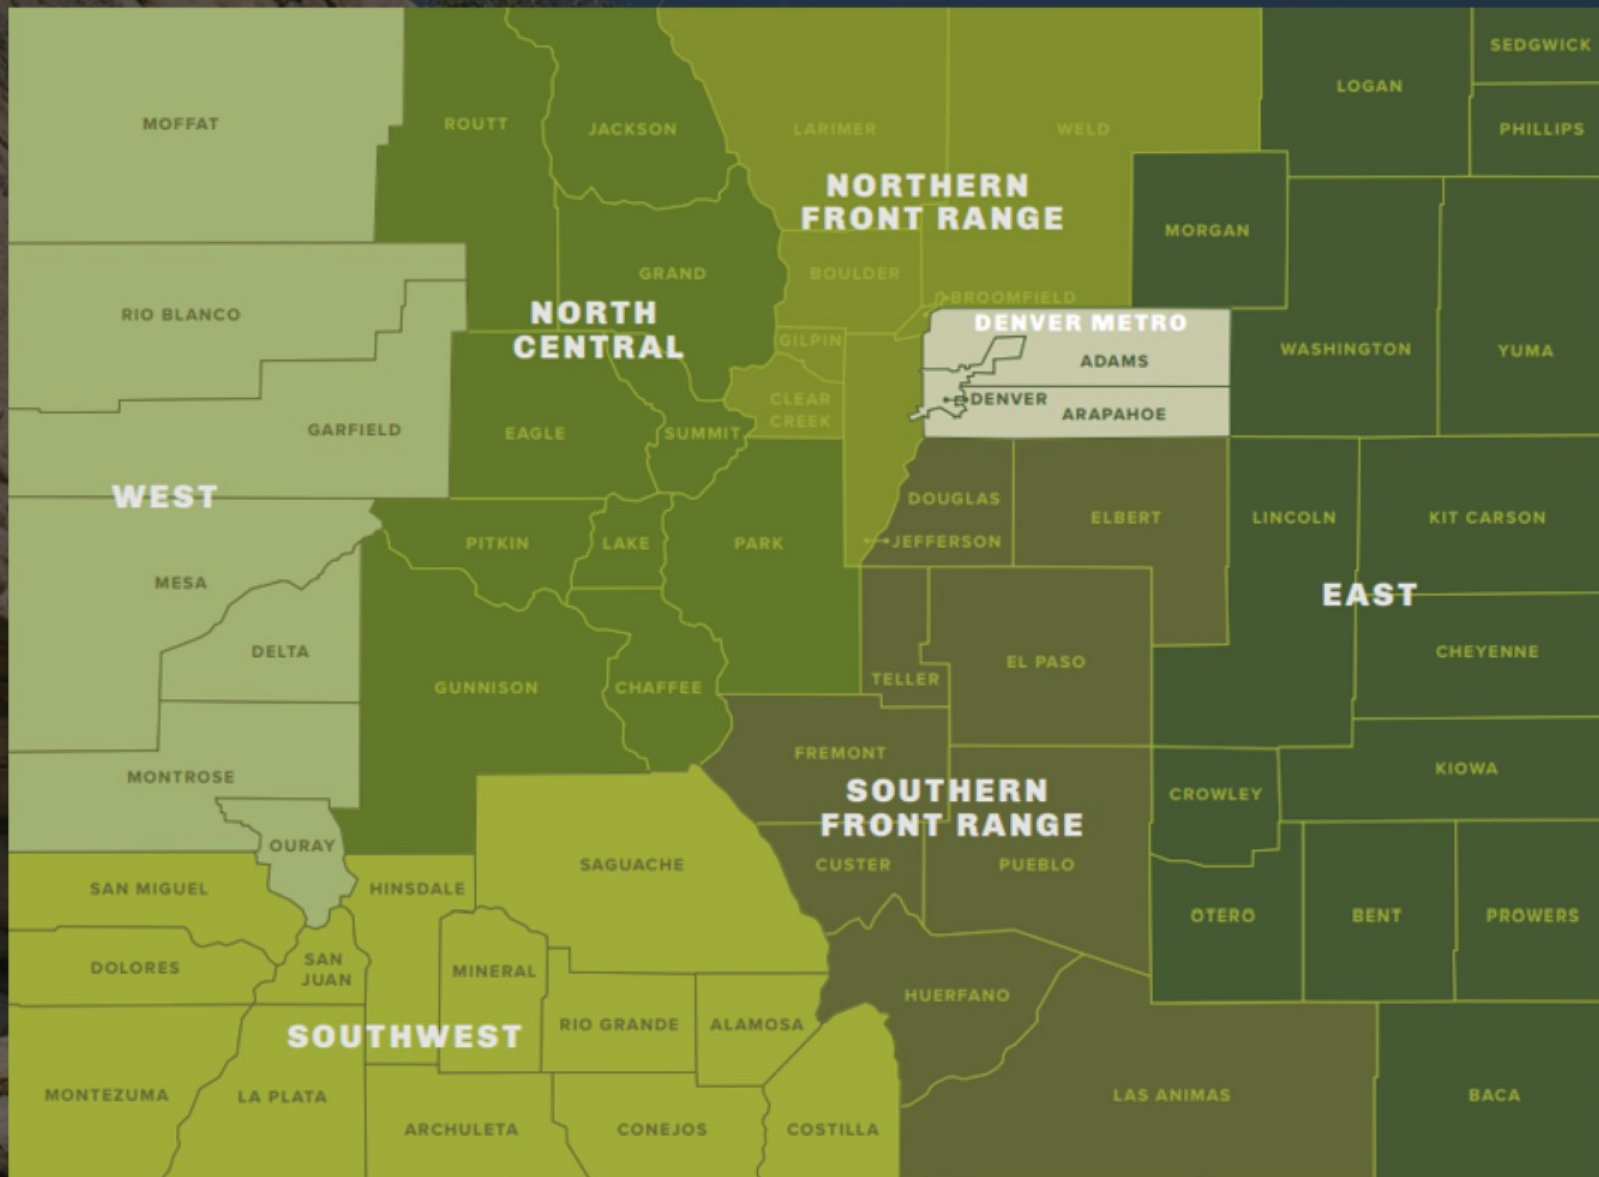 SEDGWICK
LOGAN
MOFFAT
ROUTT
JACKSON
LARIMER
WELD
PHILLIPS
NORTHERN
FRONT RANGE
MORGAN
GRAND
BOULDER
BROOMFIELD
RIO BLANCO
NORTH
CENTRAL
GILPIN
DENVER METRO
ADAMS
WASHINGTON
YUMA
CLEAR
CREEK
DENVER
ARAPAHOE
GARFIELD
EAGLE
SUMMIT
WEST
DOUGLAS
ELBERT
LINCOLN
KIT CARSON
PITKIN
LAKE
PARK
JEFFERSON
MESA
EAST
DELTA
CHEYENNE
GUNNISON
CHAFFEE
TELLER
EL PASO
MONTROSE
FREMONT
KIOWA
SOUTHERN
FRONT RANGE
CROWLEY
OURAY
SAGUACHE
CUSTER
PUEBLO
SAN MIGUEL
HINSDALE
OTERO
BENT
PROWERS
DOLORES
SAN
JUAN
MINERAL
HUERFANO
SOUTHWEST
RIO GRANDE
ALAMOSA
MONTEZUMA
LA PLATA
LAS ANIMAS
BACA
ARCHULETA
CONEJOS
COSTILLA